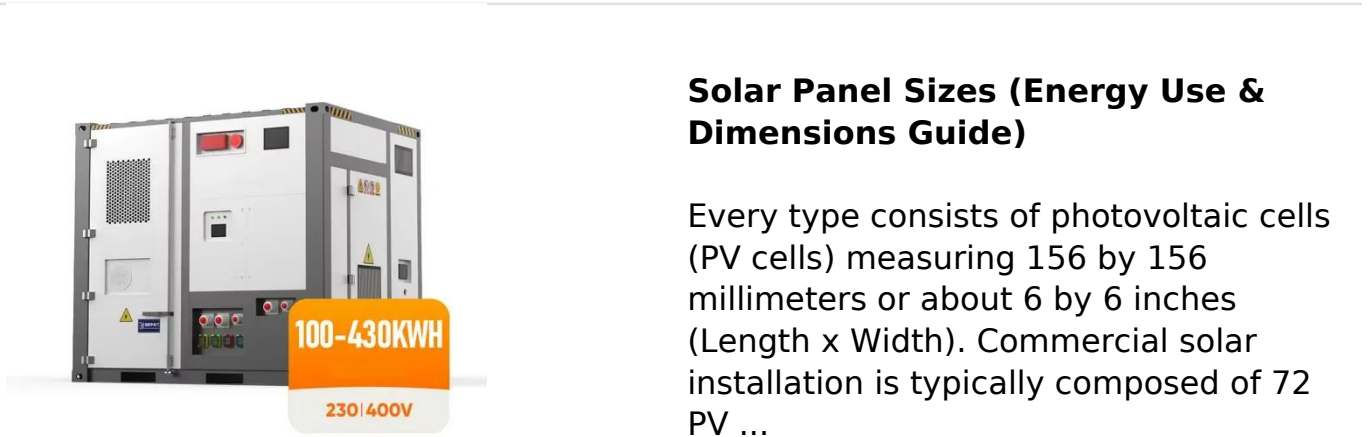 100-430KWH
230|400V
Solar Panel Sizes (Energy Use &
Dimensions Guide)
Every type consists of photovoltaic cells
(PV cells) measuring 156 by 156
millimeters or about 6 by 6 inches
(Length x Width). Commercial solar
installation is typically composed of 72
PV ...